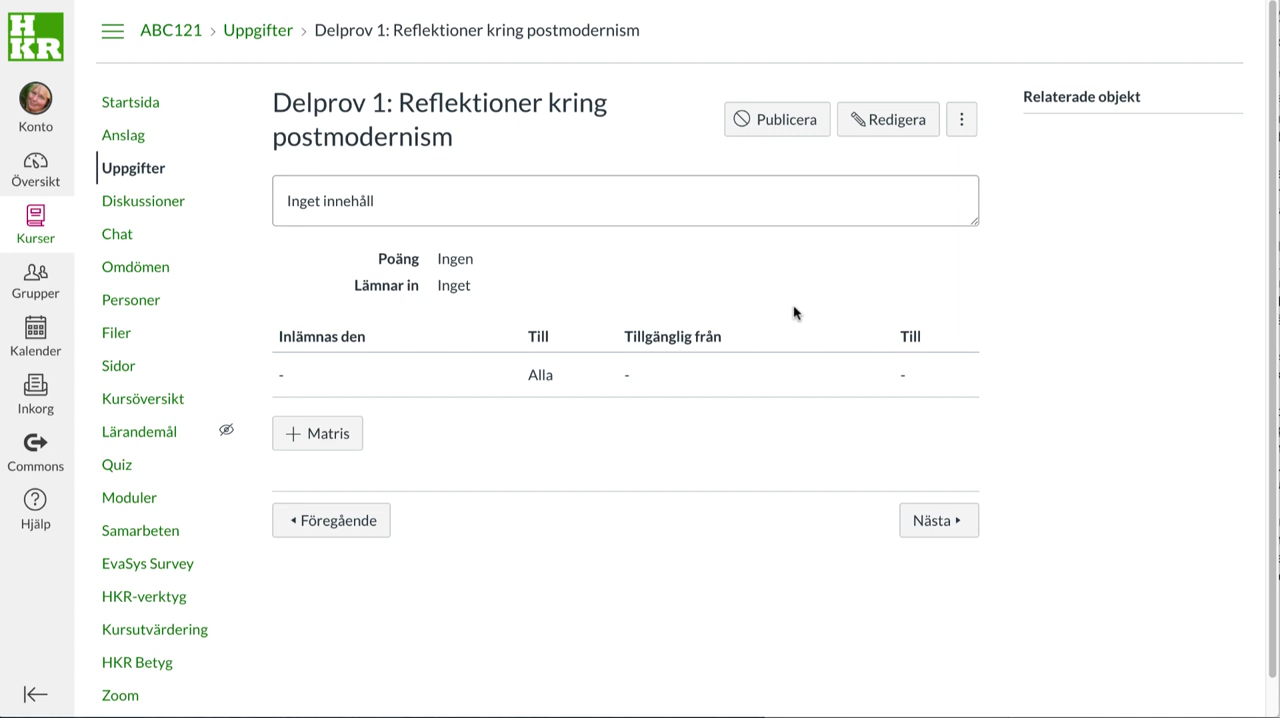 HKR
ABC121 › Uppgifter › Delprov 1: Reflektioner kring postmodernism
Konto
Översikt
Kurser
Grupper
Kalender
Inkorg
Commons
Hjälp
Startsida
Anslag
Uppgifter
Diskussioner
Chat
Omdömen
Personer
Filer
Sidor
Kursöversikt
Lärandemål
Quiz
Moduler
Samarbeten
EvaSys Survey
HKR-verktyg
Kursutvärdering
HKR Betyg
Zoom
Delprov 1: Reflektioner kring
postmodernism
Publicera
Redigera
Inget innehåll
Poäng Ingen
Lämnar in Inget
Inlämnas den Till Tillgänglig från Till
- Alla - -
Matris
Föregående
Nästa
Relaterade objekt